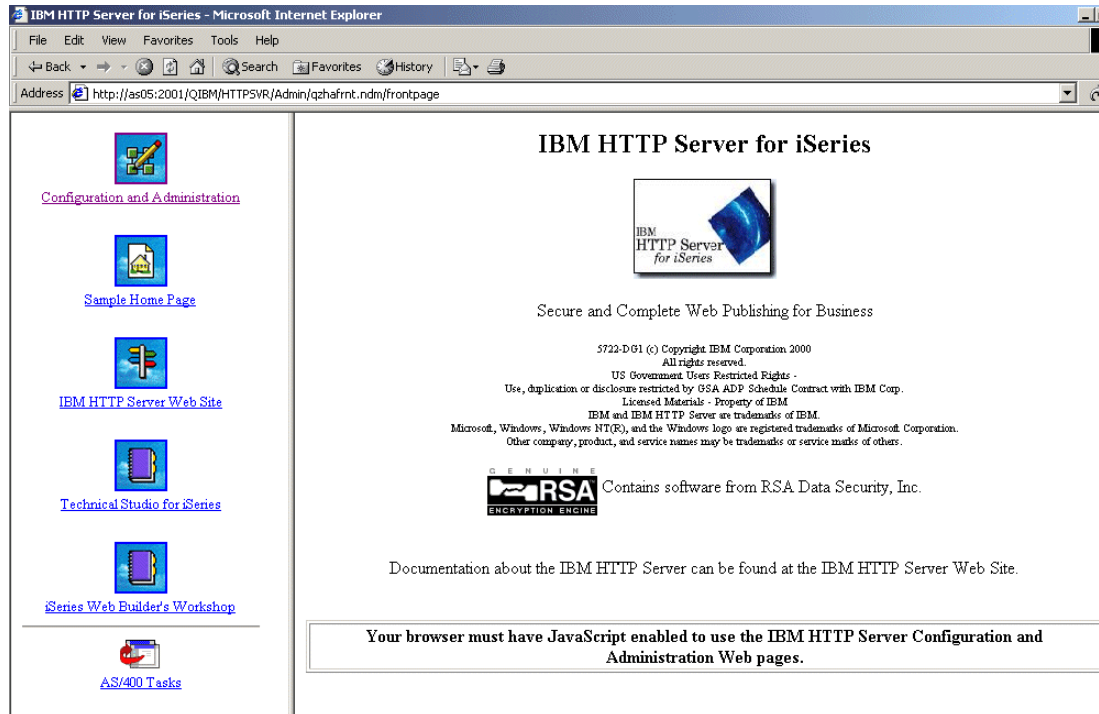 IBM HTTP Server for iSeries - Microsoft Internet Explorer
File Edit View Favorites Tools Help
Back Search Favorites History
Address http://as05:2001/QIBM/HTTPSVR/Admin/qzhafrnt.ndm/frontpage
Configuration and Administration
Sample Home Page
IBM HTTP Server Web Site
Technical Studio for iSeries
iSeries Web Builder's Workshop
AS/400 Tasks
IBM HTTP Server for iSeries
IBM
HTTP Server
for iSeries
Secure and Complete Web Publishing for Business
5722-DG1 (c) Copyright IBM Corporation 2000
All rights reserved.
US Government Users Restricted Rights -
Use, duplication or disclosure restricted by GSA ADP Schedule Contract with IBM Corp.
Licensed Materials - Property of IBM
IBM and IBM HTTP Server are trademarks of IBM.
Microsoft, Windows, Windows NT(R), and the Windows logo are registered trademarks of Microsoft Corporation.
Other company, product, and service names may be trademarks or service marks of others.
GENUINE
RSA
ENCRYPTION ENGINE
Contains software from RSA Data Security, Inc.
Documentation about the IBM HTTP Server can be found at the IBM HTTP Server Web Site.
Your browser must have JavaScript enabled to use the IBM HTTP Server Configuration and
Administration Web pages.